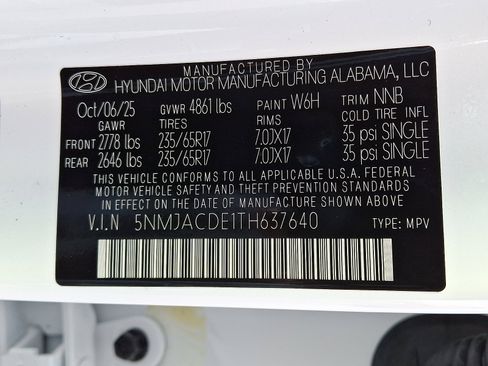 MANUFACTURED BY
HYUNDAI MOTOR MANUFACTURING ALABAMA, LLC
Oct/06/25 GVWR 4861 lbs PAINT W6H TRIM NNB
GAWR TIRES RIMS COLD TIRE INFL
FRONT 2778 lbs 235/65R17 7.0JX17 35 psi SINGLE
REAR 2646 lbs 235/65R17 7.0JX17 35 psi SINGLE
THIS VEHICLE CONFORMS TO ALL APPLICABLE U.S.A. FEDERAL
MOTOR VEHICLE SAFETY AND THEFT PREVENTION STANDARDS
IN EFFECT ON THE DATE OF MANUFACTURE SHOWN ABOVE.
V.I.N 5NMJACDE1TH637640 TYPE: MPV